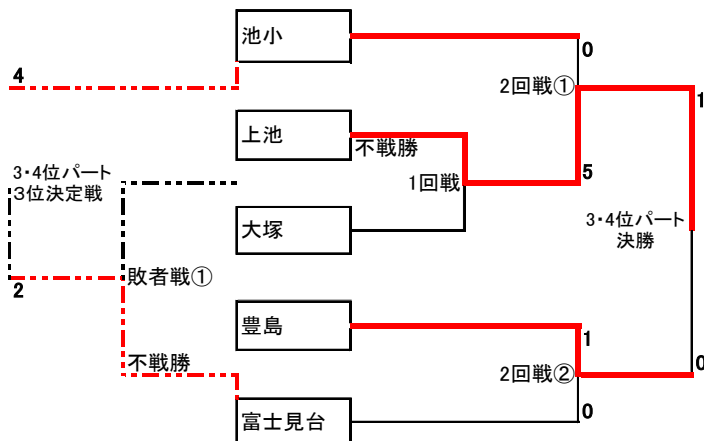 池小
0
4
2回戦①
1
上池
不戦勝
3・4位パート
3位決定戦
1回戦
5
大塚
3・4位パート
決勝
敗者戦①
2
豊島
1
不戦勝
2回戦②
0
富士見台
0